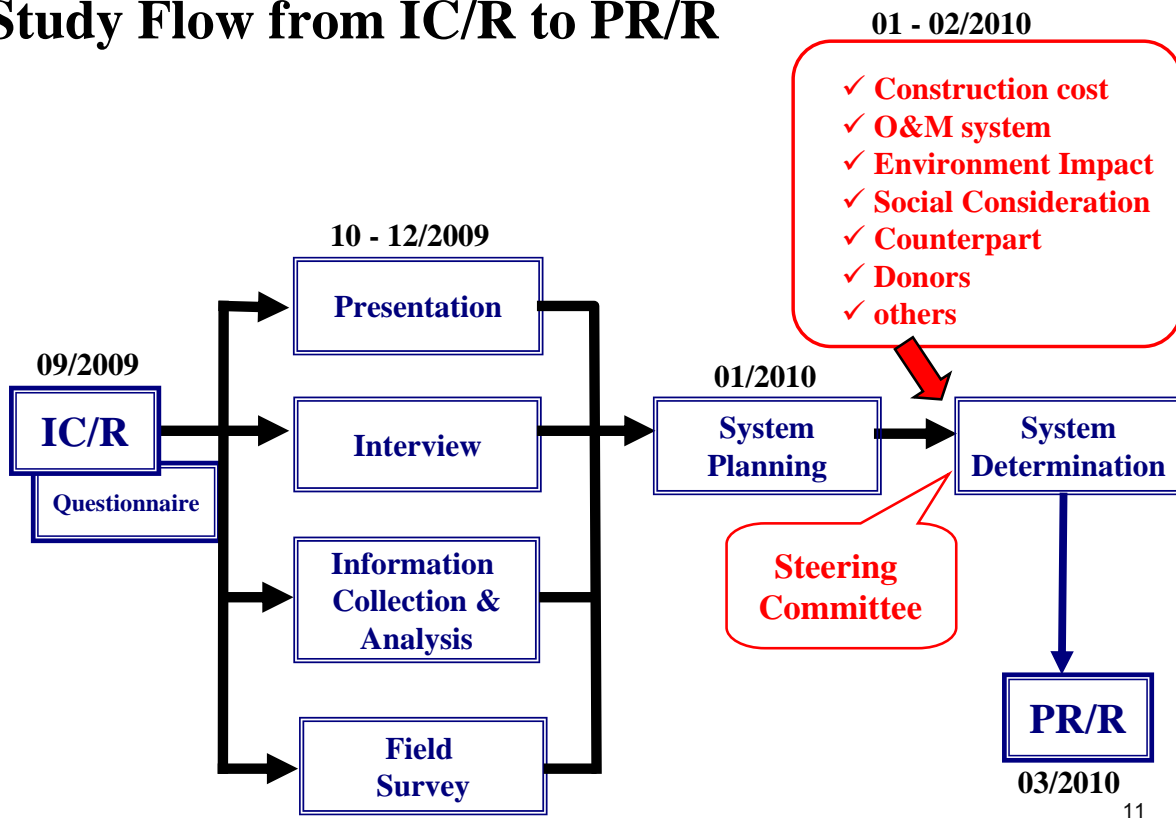 Study Flow from IC/R to PR/R
01 - 02/2010
✓ Construction cost
✓ O&M system
✓ Environment Impact
✓ Social Consideration
✓ Counterpart
✓ Donors
✓ others
10 - 12/2009
Presentation
09/2009
IC/R
Questionnaire
Interview
Information
Collection &
Analysis
Field
Survey
01/2010
System
Planning
System
Determination
Steering
Committee
PR/R
03/2010
11